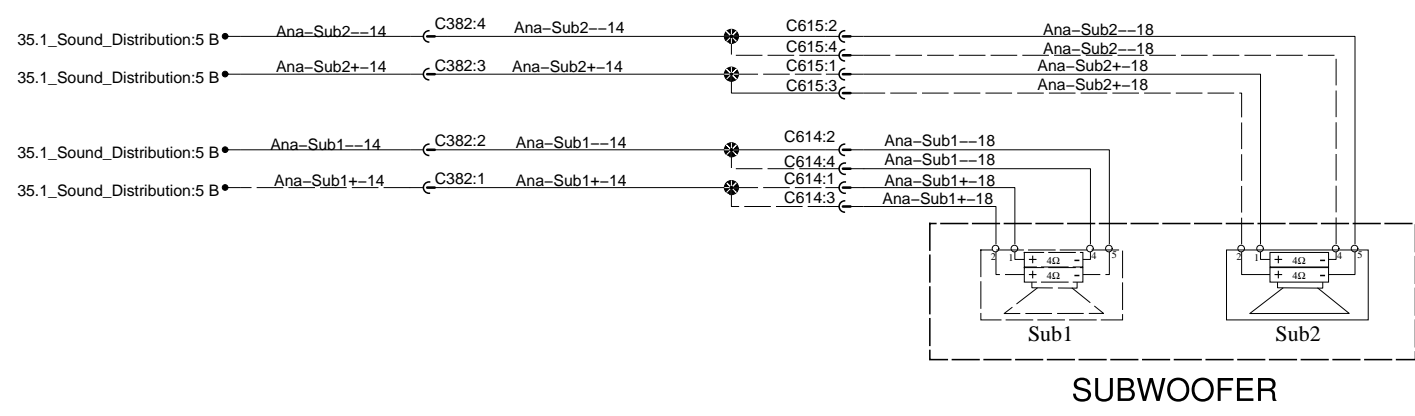 35.1_Sound_Distribution:5 B Ana−Sub2−−14 C382:4 Ana−Sub2−−14 C615:2 Ana−Sub2−−18
C615:4 Ana−Sub2−−18
35.1_Sound_Distribution:5 B Ana−Sub2+−14 C382:3 Ana−Sub2+−14 C615:1 Ana−Sub2+−18
C615:3 Ana−Sub2+−18
35.1_Sound_Distribution:5 B Ana−Sub1−−14 C382:2 Ana−Sub1−−14 C614:2 Ana−Sub1−−18
C614:4 Ana−Sub1−−18
35.1_Sound_Distribution:5 B Ana−Sub1+−14 C382:1 Ana−Sub1+−14 C614:1 Ana−Sub1+−18
C614:3 Ana−Sub1+−18
2 1 4 5 2 1 4 5
+ 4Ω - + 4Ω -
+ 4Ω - + 4Ω -
Sub1 Sub2
SUBWOOFER